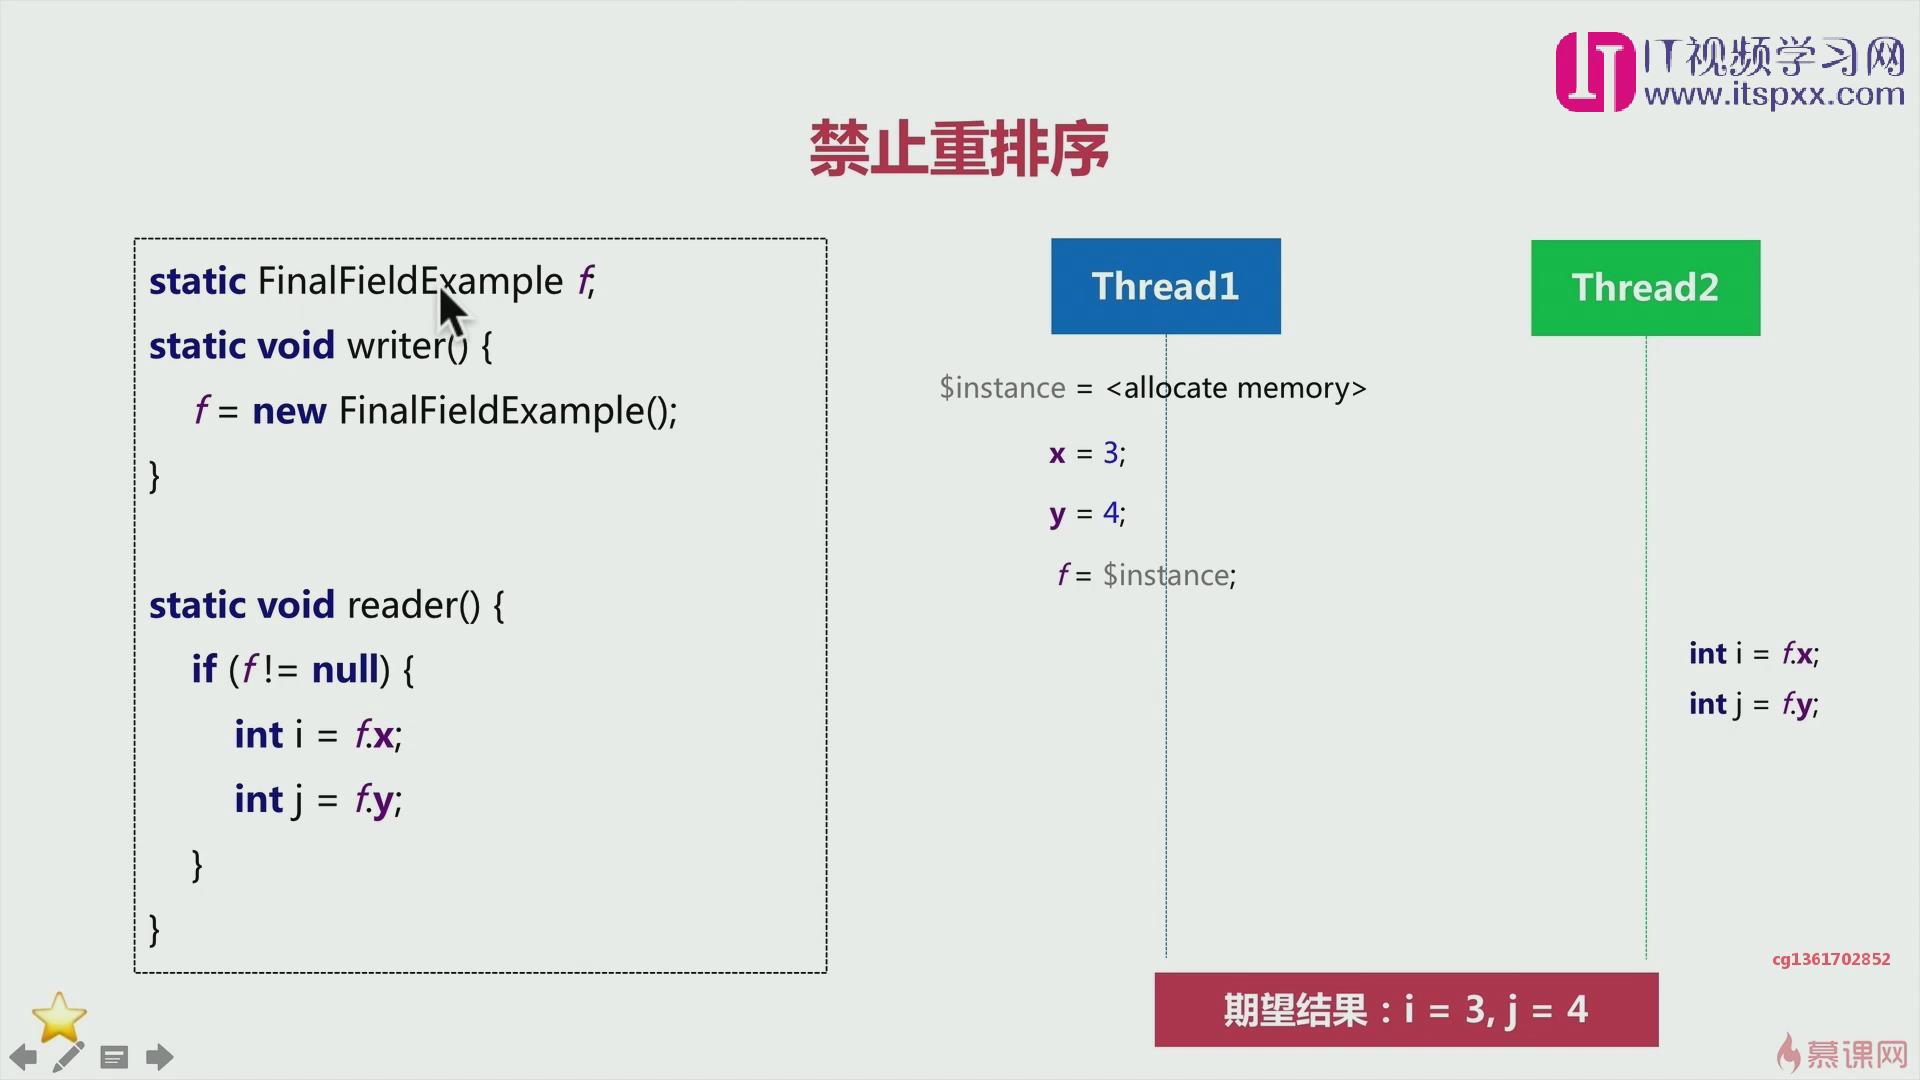 IT视频学习网
www.itspxx.com
禁止重排序
static FinalFieldExample f;
static void writer() {
f = new FinalFieldExample();
}
static void reader() {
if (f != null) {
int i = f.x;
int j = f.y;
}
}
Thread1
Thread2
$instance = <allocate memory>
x = 3;
y = 4;
f = $instance;
int i = f.x;
int j = f.y;
cg1361702852
期望结果：i = 3, j = 4
慕课网